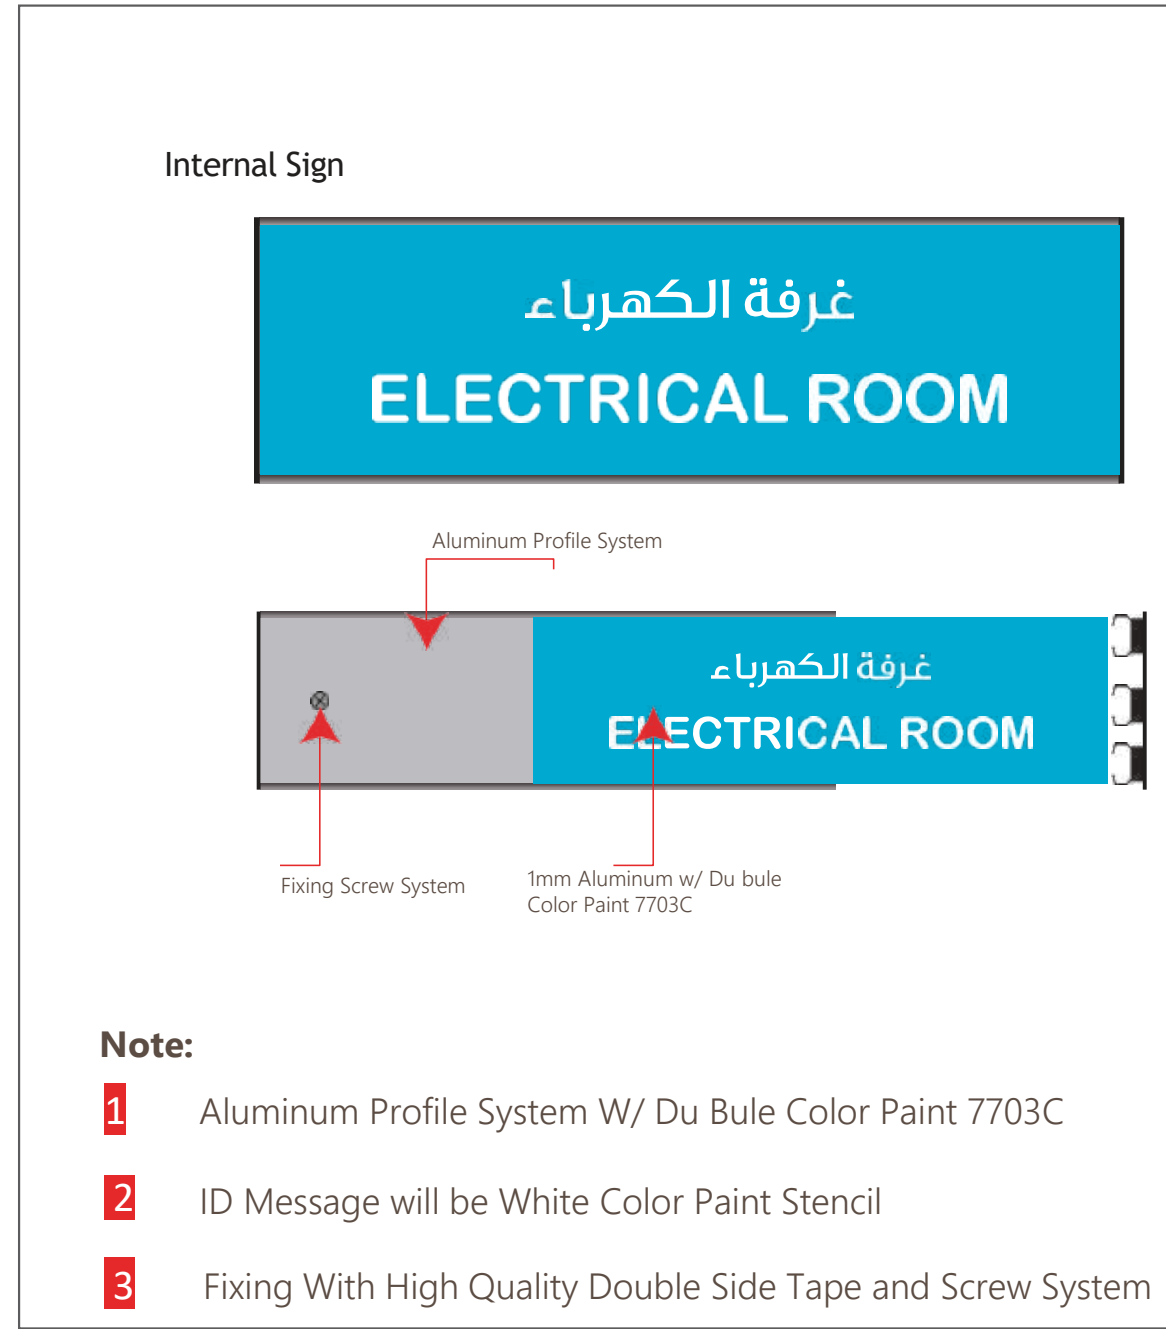 Internal Sign
غرفة الكهرباء
ELECTRICAL ROOM
Aluminum Profile System
غرفة الكهرباء
ELECTRICAL ROOM
Fixing Screw System
1mm Aluminum w/ Du bule
Color Paint 7703C
Note:
1 Aluminum Profile System W/ Du Bule Color Paint 7703C
2 ID Message will be White Color Paint Stencil
3 Fixing With High Quality Double Side Tape and Screw System